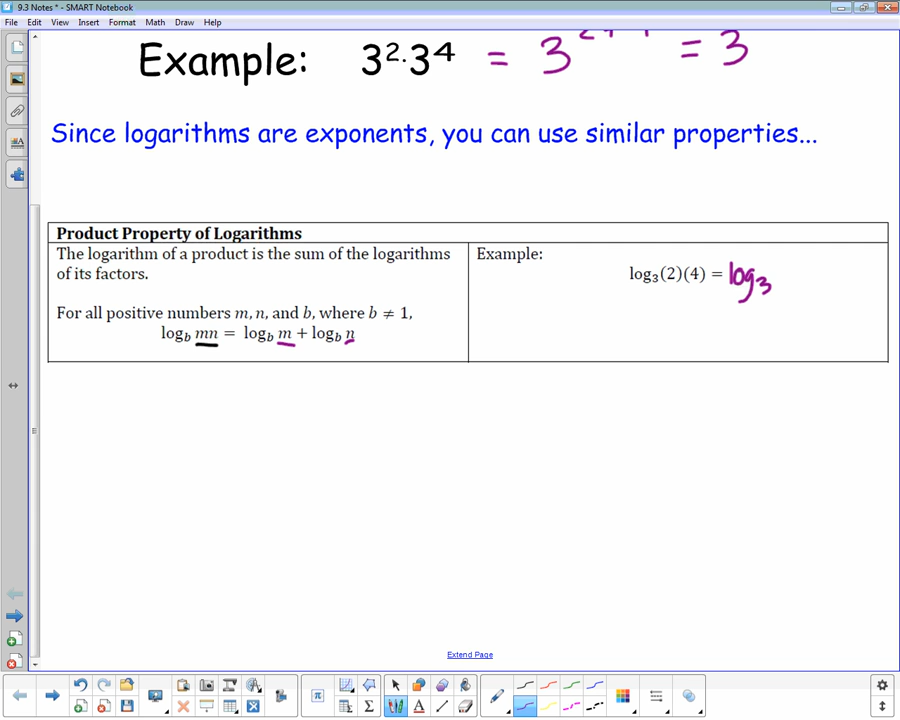 9.3 Notes * - SMART Notebook
File Edit View Insert Format Math Draw Help
Example: 3².3⁴ = 3²⁺⁴ = 3
Since logarithms are exponents, you can use similar properties...
Product Property of Logarithms
The logarithm of a product is the sum of the logarithms
of its factors.
For all positive numbers m, n, and b, where b ≠ 1,
log_b mn = log_b m + log_b n
Example:
log₃(2)(4) = log₃
Extend Page